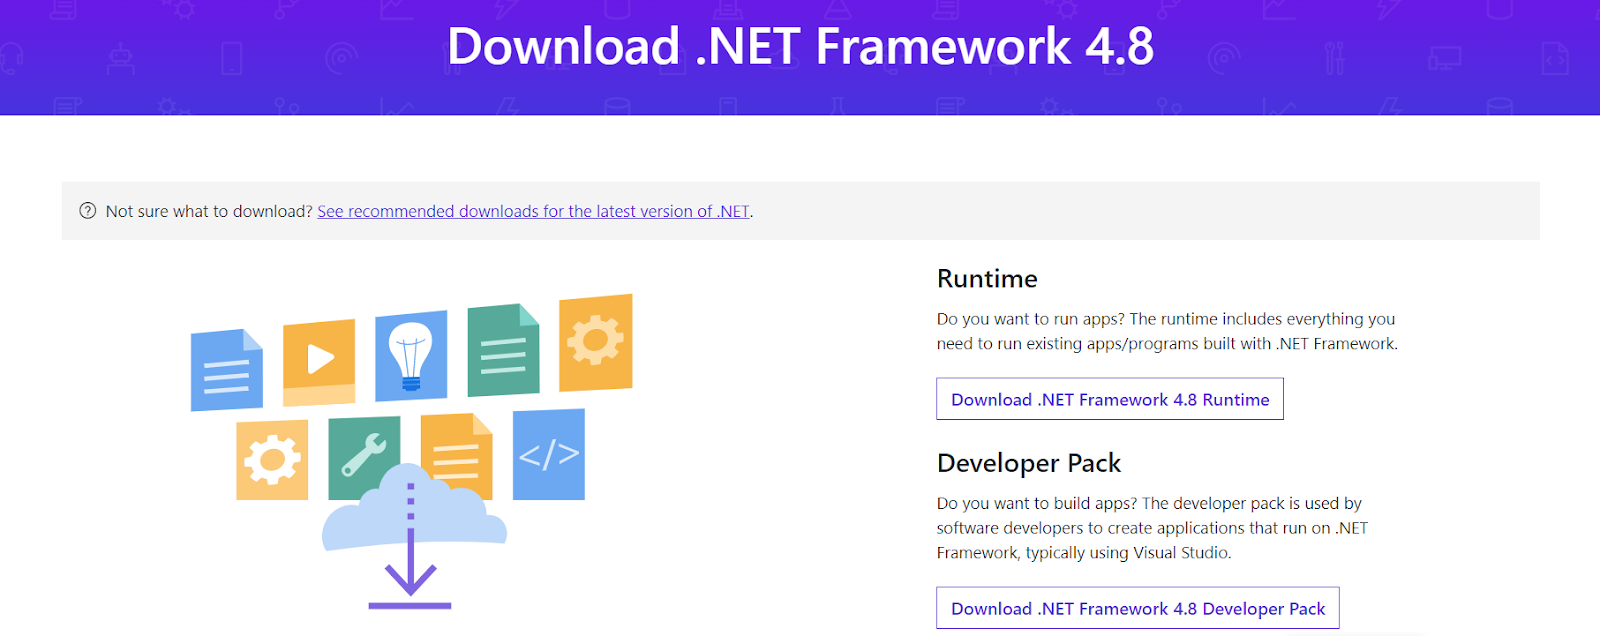 Download .NET Framework 4.8
Not sure what to download? See recommended downloads for the latest version of .NET.
Runtime
Do you want to run apps? The runtime includes everything you
need to run existing apps/programs built with .NET Framework.
Download .NET Framework 4.8 Runtime
Developer Pack
Do you want to build apps? The developer pack is used by
software developers to create applications that run on .NET
Framework, typically using Visual Studio.
Download .NET Framework 4.8 Developer Pack